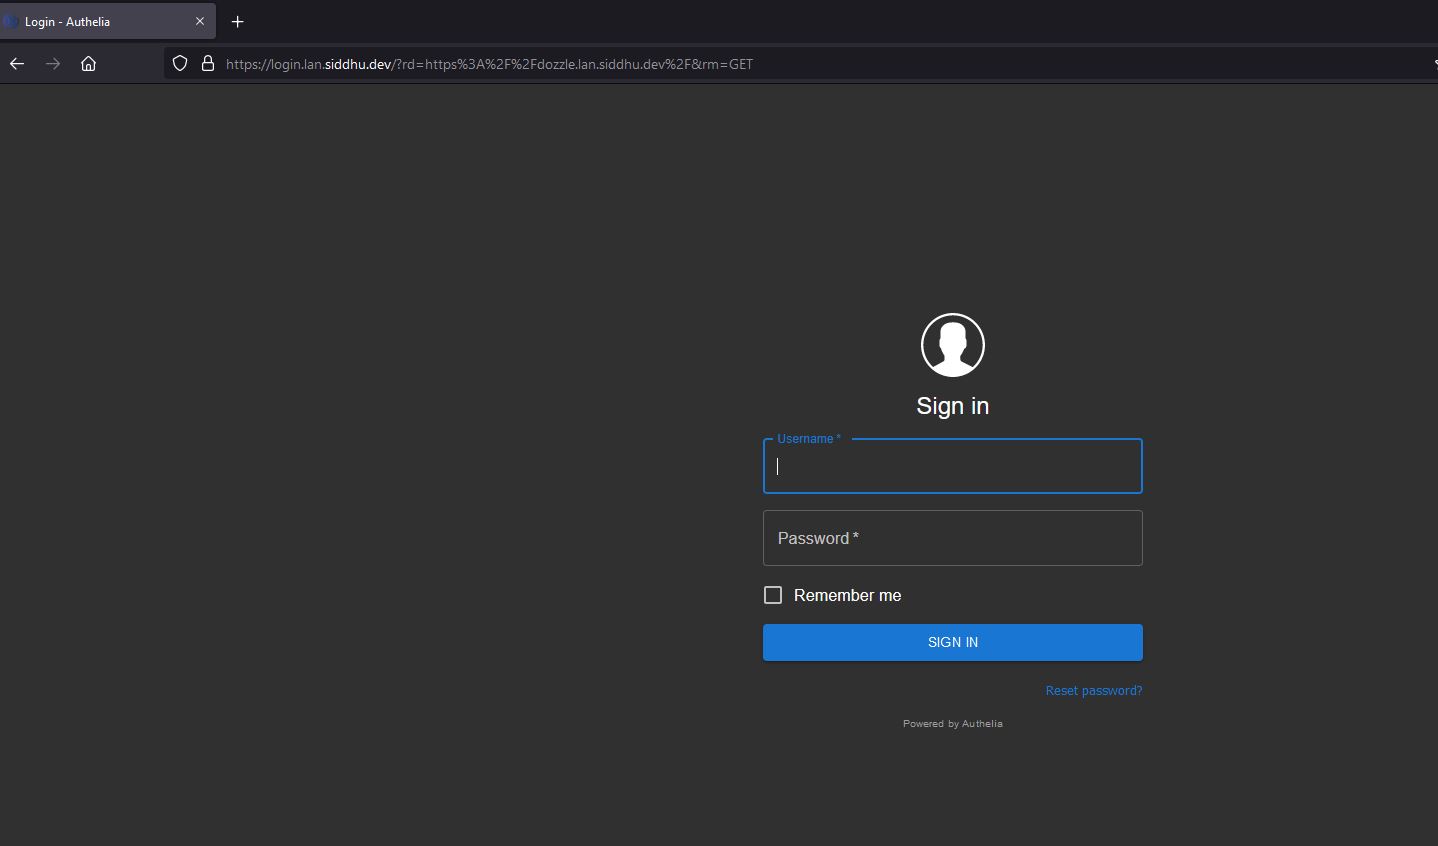 Login - Authelia
https://login.lan.siddhu.dev/?rd=https%3A%2F%2Fdozzle.lan.siddhu.dev%2F&rm=GET
Sign in
Username *
Password *
Remember me
SIGN IN
Reset password?
Powered by Authelia